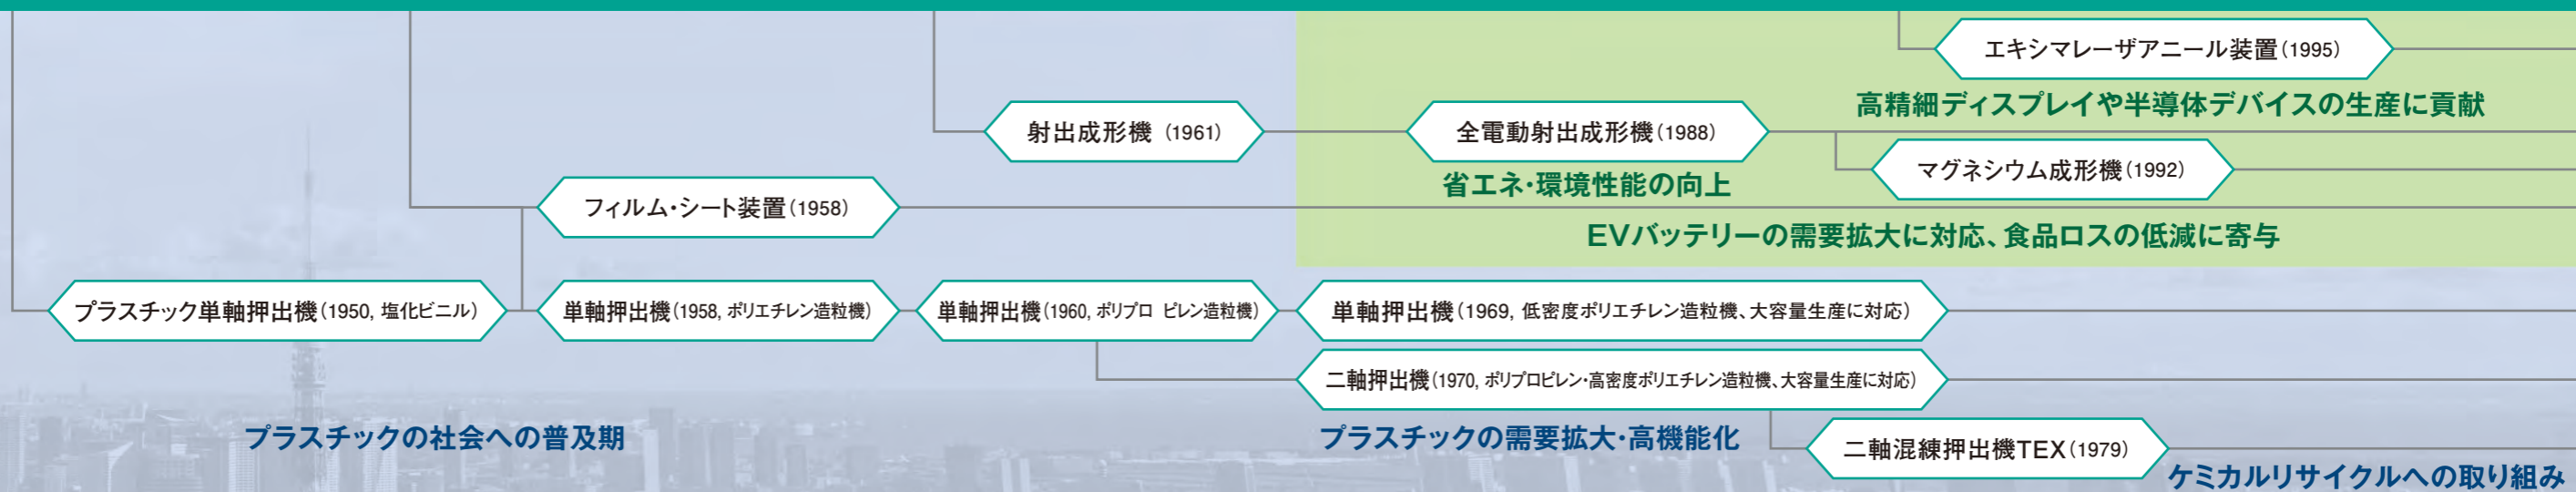 エキシマレーザアニール装置(1995)
高精細ディスプレイや半導体デバイスの生産に貢献
射出成形機 (1961)
全電動射出成形機(1988)
マグネシウム成形機(1992)
省エネ・環境性能の向上
フィルム・シート装置(1958)
EVバッテリーの需要拡大に対応、食品ロスの低減に寄与
プラスチック単軸押出機(1950, 塩化ビニル)
単軸押出機(1958, ポリエチレン造粒機)
単軸押出機(1960, ポリプロ ピレン造粒機)
単軸押出機(1969, 低密度ポリエチレン造粒機、大容量生産に対応)
二軸押出機(1970, ポリプロピレン・高密度ポリエチレン造粒機、大容量生産に対応)
プラスチックの社会への普及期
プラスチックの需要拡大・高機能化
二軸混練押出機TEX(1979)
ケミカルリサイクルへの取り組み